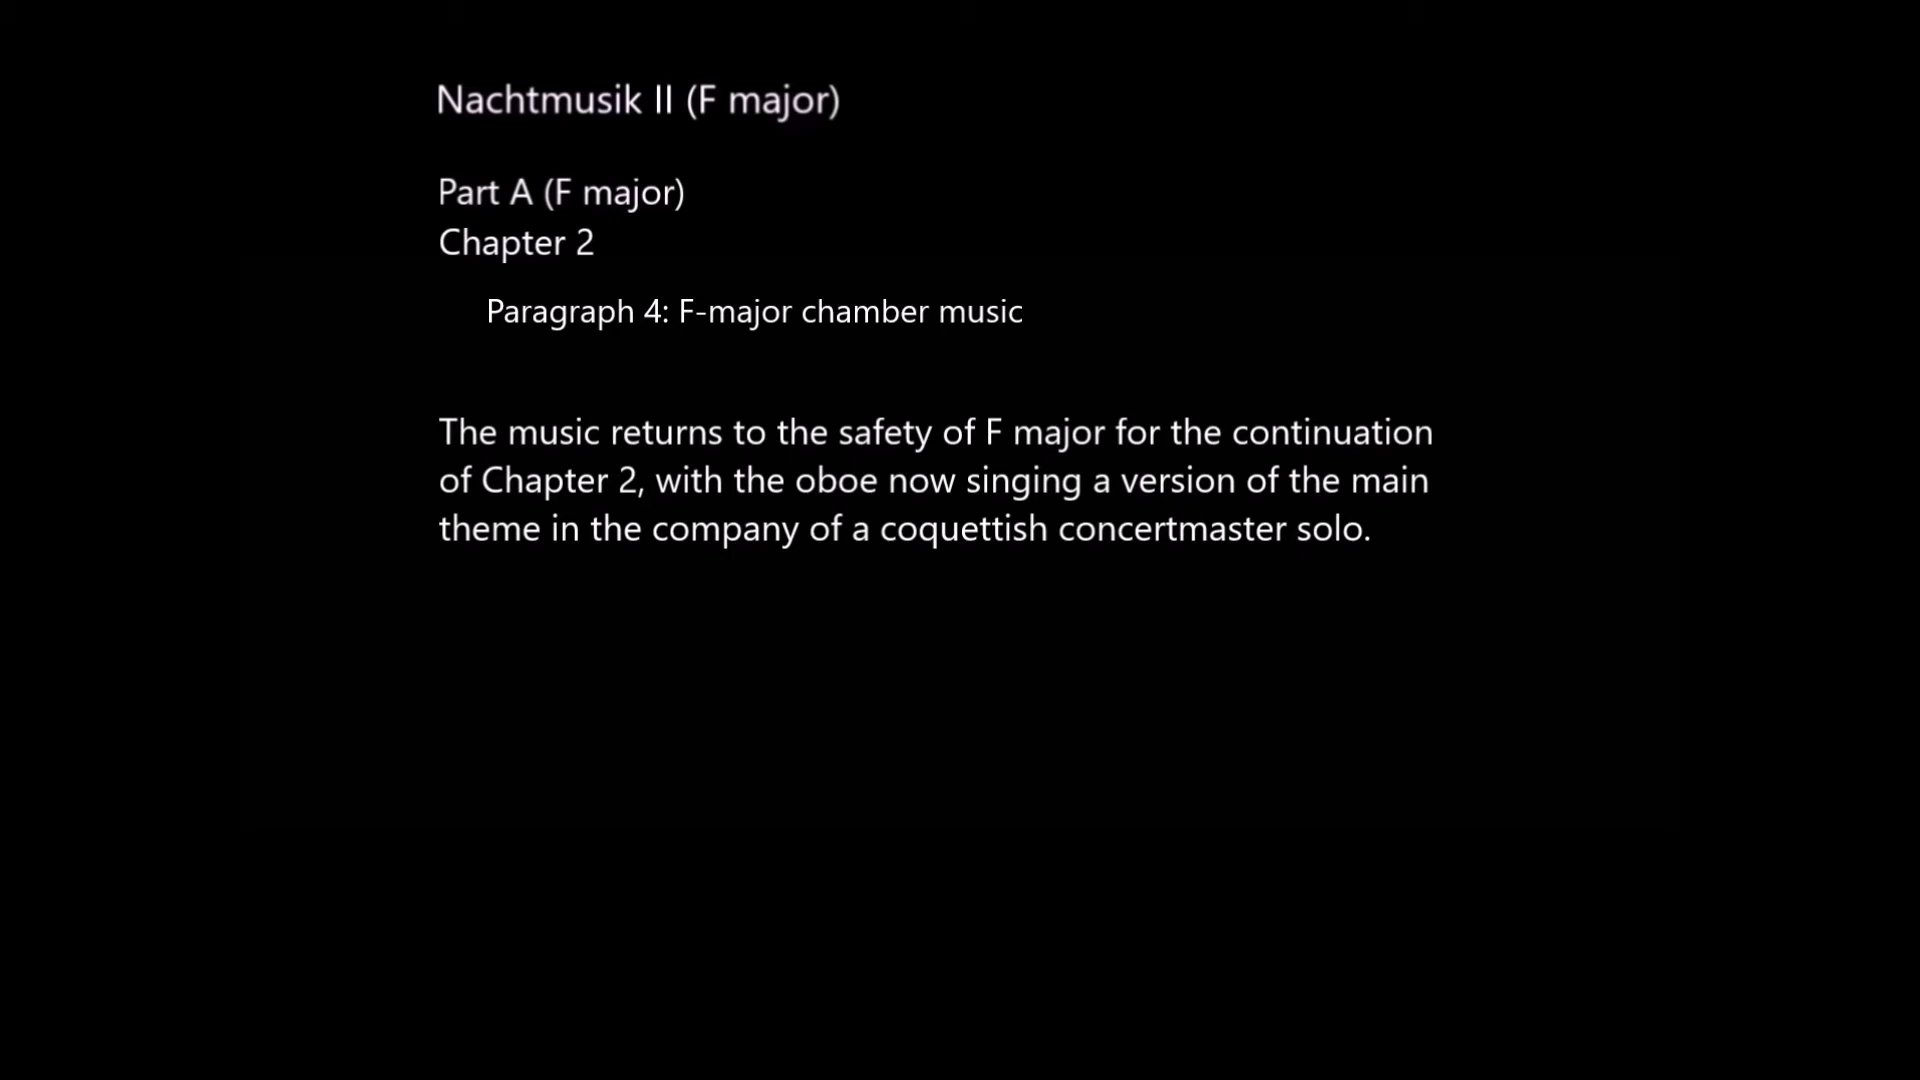 Nachtmusik II (F major)
Part A (F major)
Chapter 2
Paragraph 4: F-major chamber music
The music returns to the safety of F major for the continuation
of Chapter 2, with the oboe now singing a version of the main
theme in the company of a coquettish concertmaster solo.